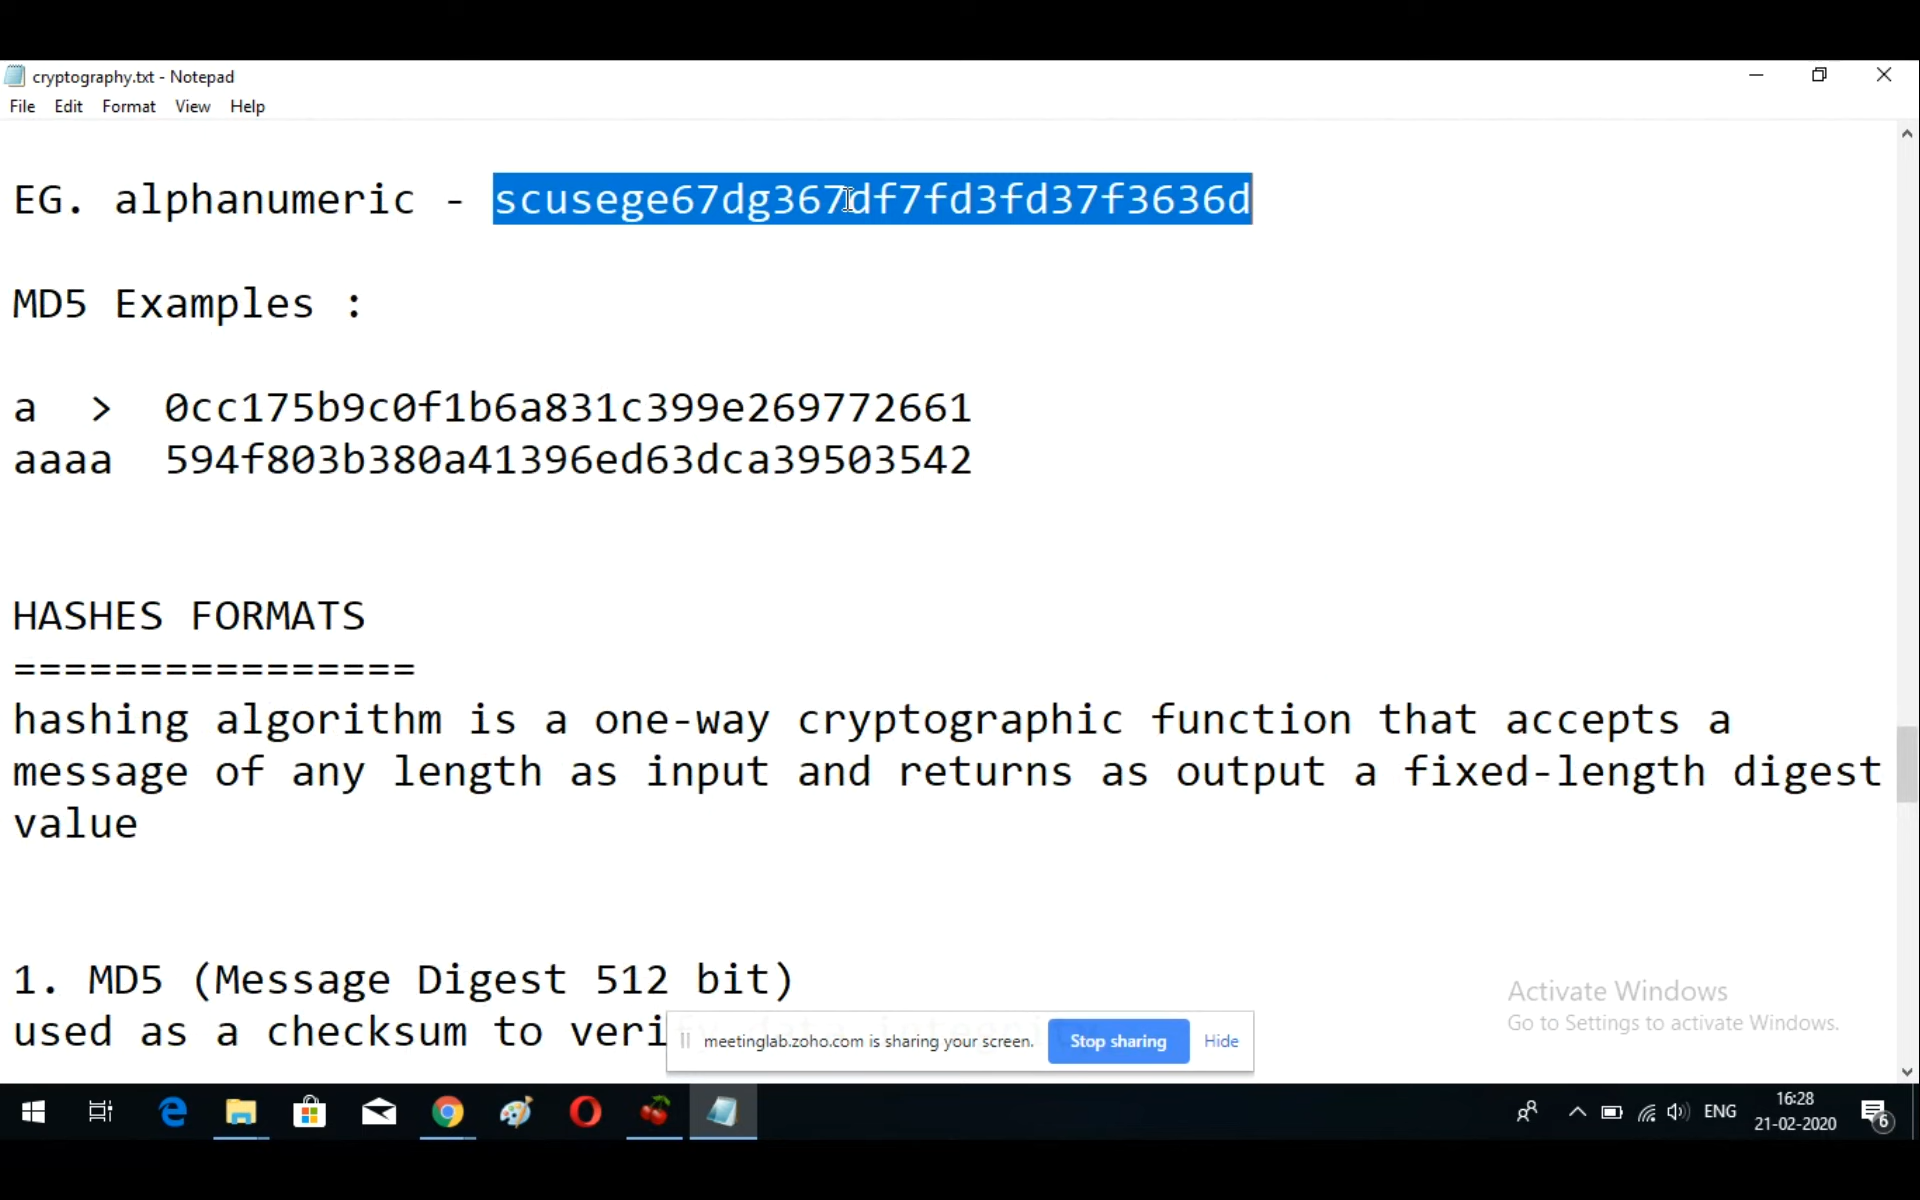 cryptography.txt - Notepad
File Edit Format View Help
EG. alphanumeric - scusege67dg367df7fd3fd37f3636d
MD5 Examples :
a > 0cc175b9c0f1b6a831c399e269772661
aaaa 594f803b380a41396ed63dca39503542
HASHES FORMATS
================
hashing algorithm is a one-way cryptographic function that accepts a
message of any length as input and returns as output a fixed-length digest
value
1. MD5 (Message Digest 512 bit)
used as a checksum to veri
meetinglab.zoho.com is sharing your screen. Stop sharing Hide
Activate Windows
Go to Settings to activate Windows.
ENG
16:28
21-02-2020
6